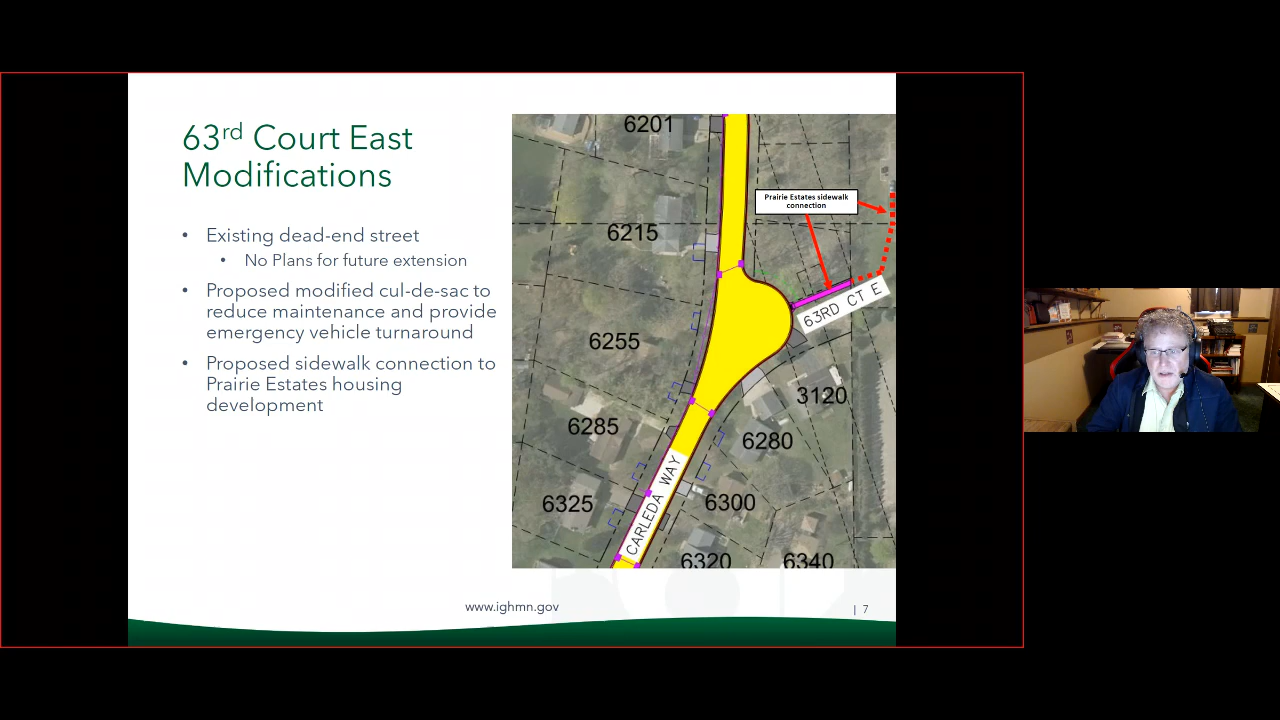 63rd Court East
Modifications
• Existing dead-end street
• No Plans for future extension
• Proposed modified cul-de-sac to
reduce maintenance and provide
emergency vehicle turnaround
• Proposed sidewalk connection to
Prairie Estates housing
development
6201
Prairie Estates sidewalk
connection
6215
63RD CT E
6255
3120
6285
6280
CARLEDA WAY
6325
6300
6320
6340
www.ighmn.gov
| 7